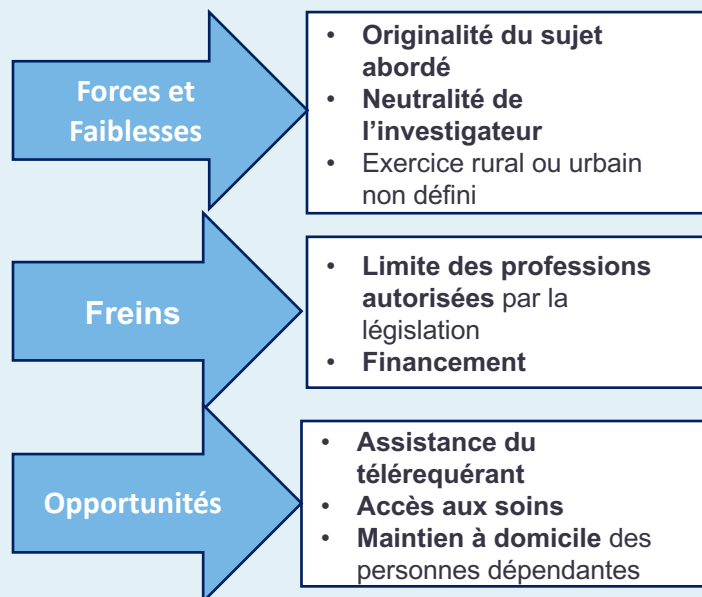 Forces et
Faiblesses
• Originalité du sujet
abordé
• Neutralité de
l’investigateur
• Exercice rural ou urbain
non défini
Freins
• Limite des professions
autorisées par la
législation
• Financement
Opportunités
• Assistance du
télérequérant
• Accès aux soins
• Maintien à domicile des
personnes dépendantes